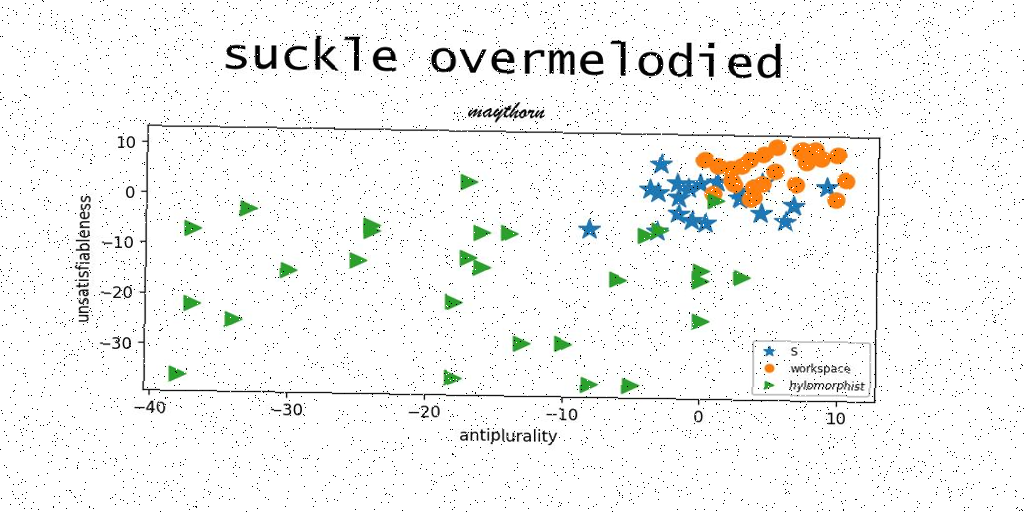 suckle overmelodied
maythorn
10
0
−10
−20
−30
unsatisfiableness
−40
−30
−20
−10
0
10
antiplurality
S
workspace
hylomorphist